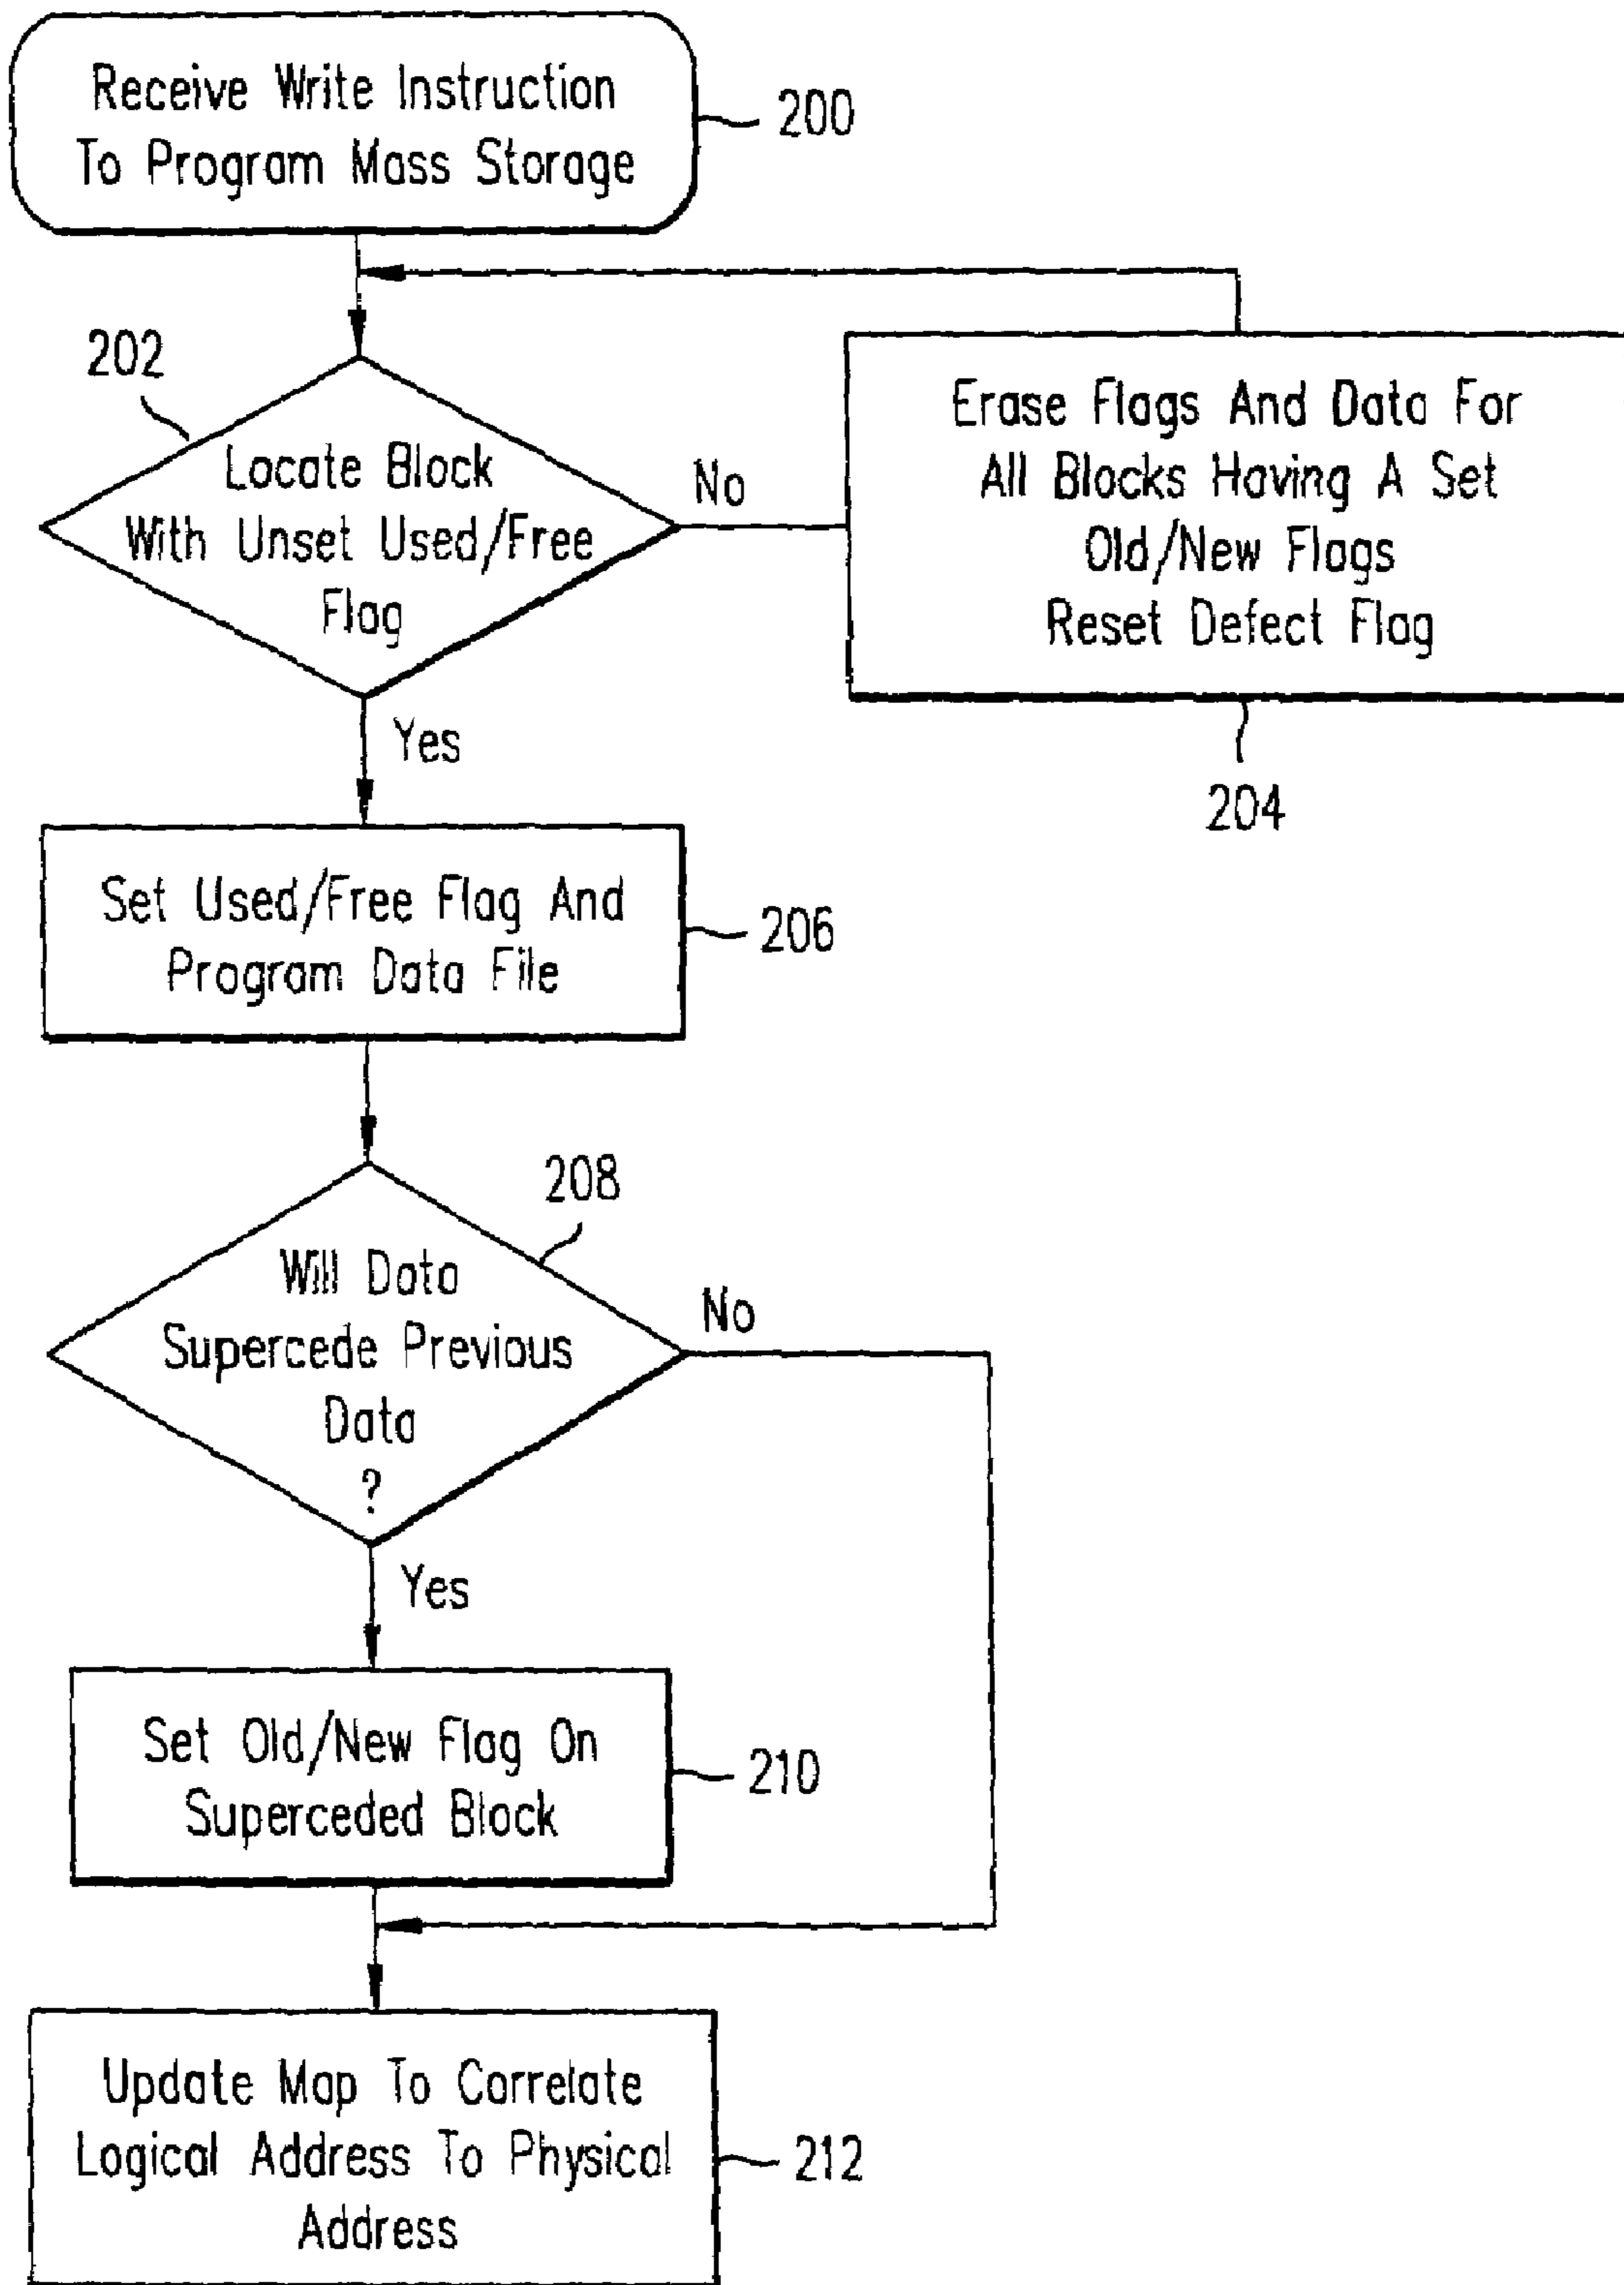 Receive Write Instruction
To Program Mass Storage
200
202
Locate Block
With Unset Used/Free
Flag
No
Erase Flags And Data For
All Blocks Having A Set
Old/New Flags
Reset Defect Flag
204
Yes
Set Used/Free Flag And
Program Data File
206
208
Will Data
Supercede Previous
Data
?
No
Yes
Set Old/New Flag On
Superceded Block
210
Update Map To Correlate
Logical Address To Physical
Address
212